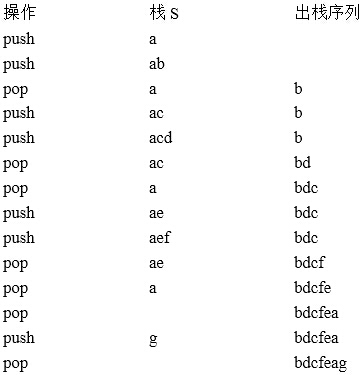 操作 栈 S 出栈序列
push a
push ab
pop a b
push ac b
push acd b
pop ac bd
pop a bdc
push ae bdc
push aef bdc
pop ae bdcf
pop a bdcfe
pop bdcfea
push g bdcfea
pop bdcfeag